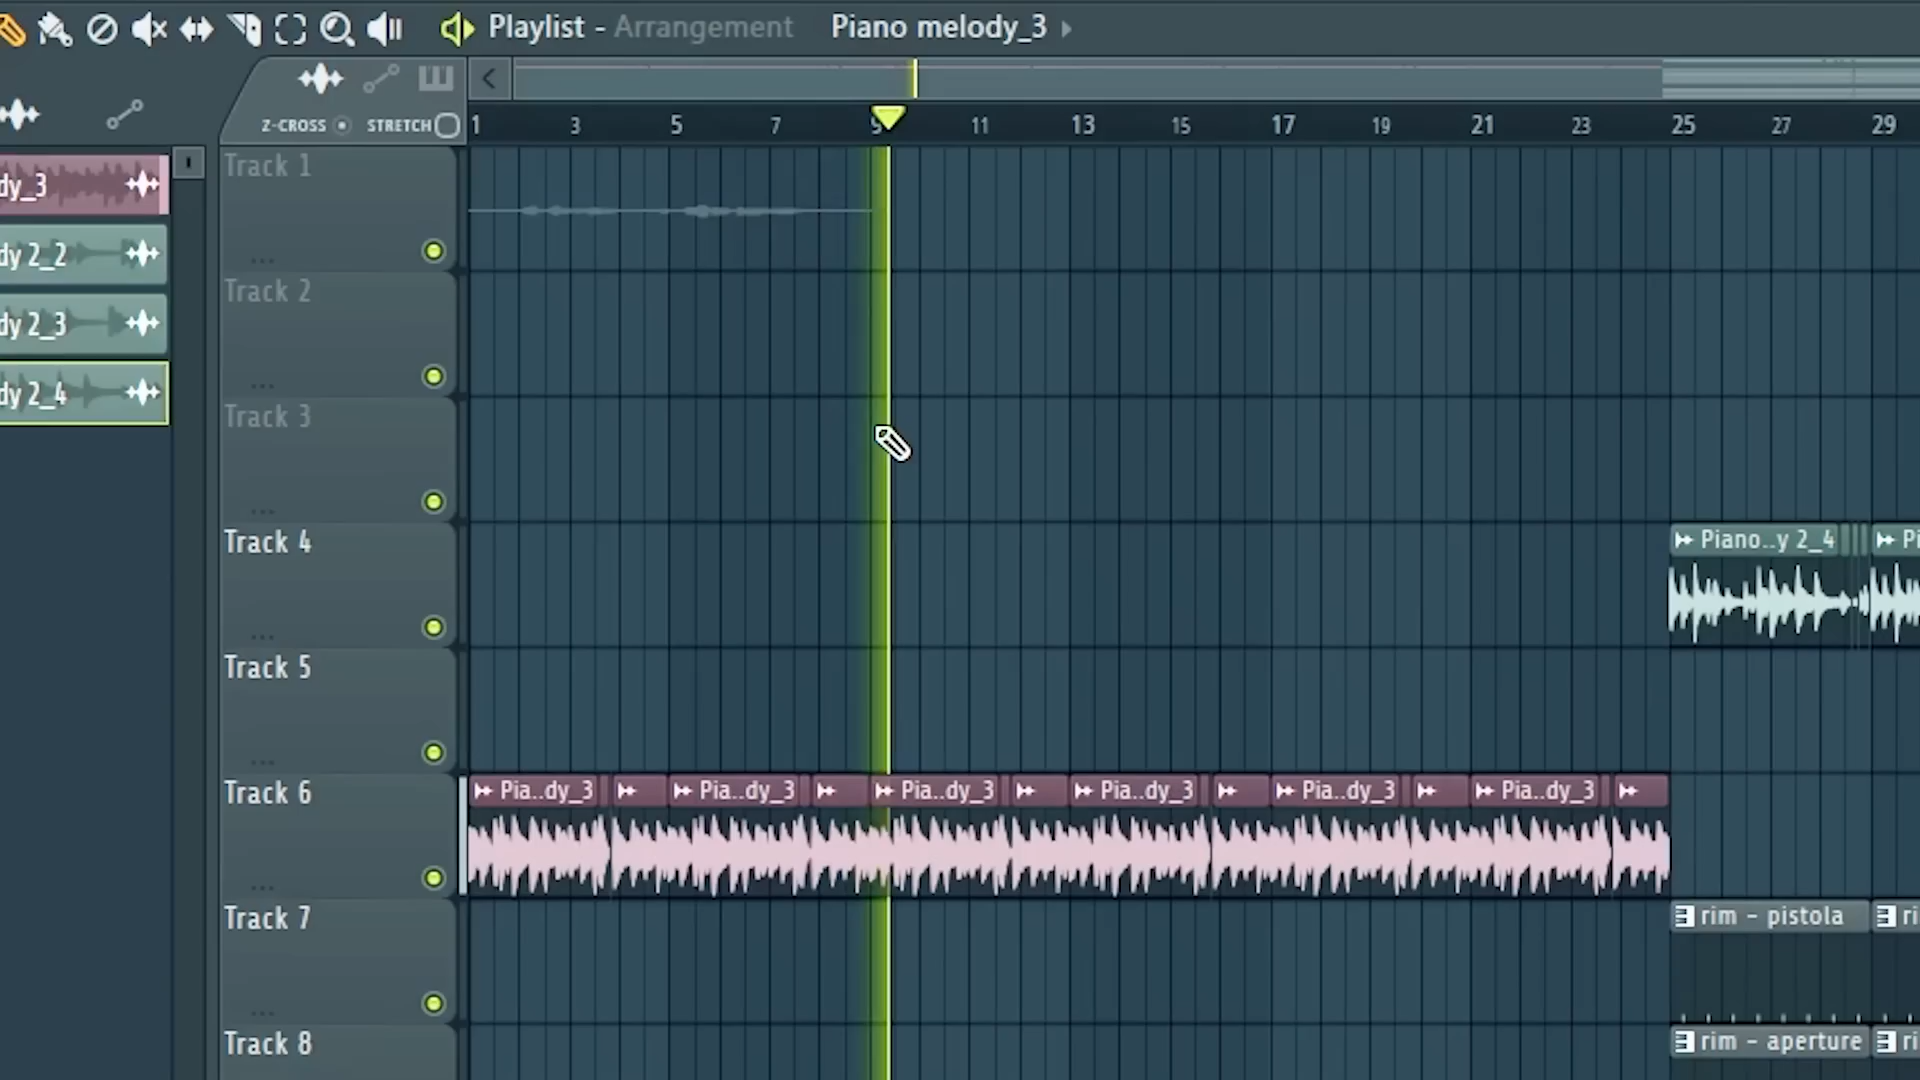 Playlist - Arrangement Piano melody_3
Z-CROSS STRETCH
1 3 5 7 9 11 13 15 17 19 21 23 25 27 29
dy_3
dy 2_2
dy 2_3
dy 2_4
Track 1
Track 2
Track 3
Track 4
Piano..y 2_4 Pi
Track 5
Track 6
Pia..dy_3 Pia..dy_3 Pia..dy_3 Pia..dy_3 Pia..dy_3 Pia..dy_3
Track 7
rim - pistola ri
Track 8
rim - aperture ri